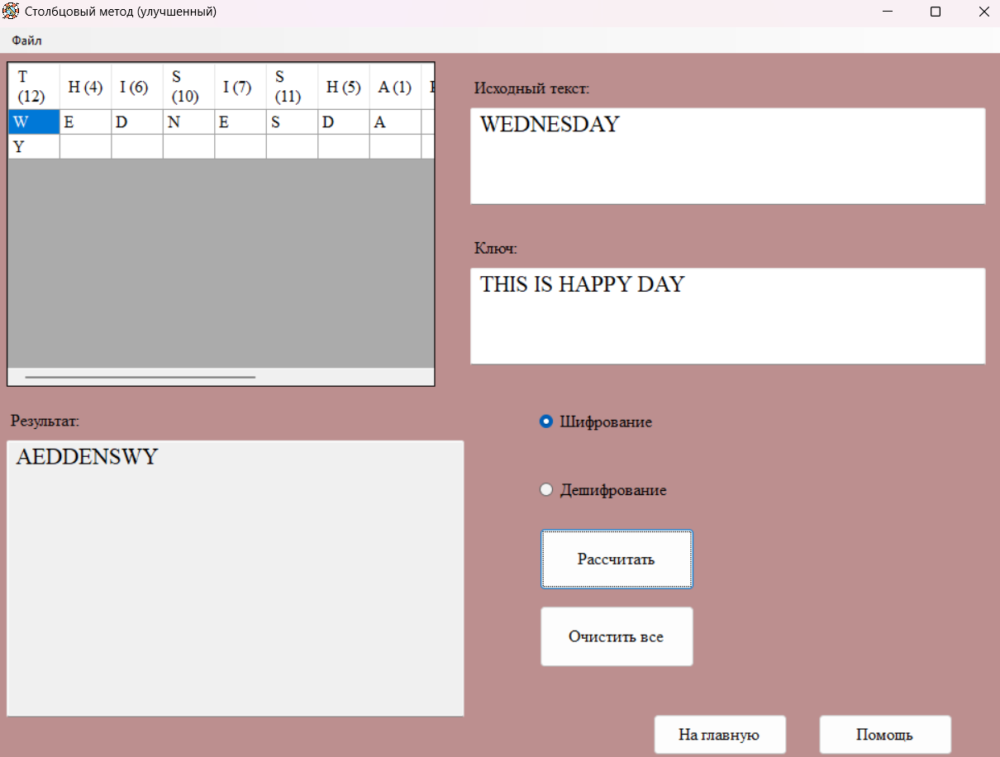 Столбцовый метод (улучшенный)
Файл
T (12) H (4) I (6) S (10) I (7) S (11) H (5) A (1)
W E D N E S D A
Y
Исходный текст:
WEDNESDAY
Ключ:
THIS IS HAPPY DAY
Результат:
AEDDENSWY
Шифрование
Дешифрование
Рассчитать
Очистить все
На главную Помощь